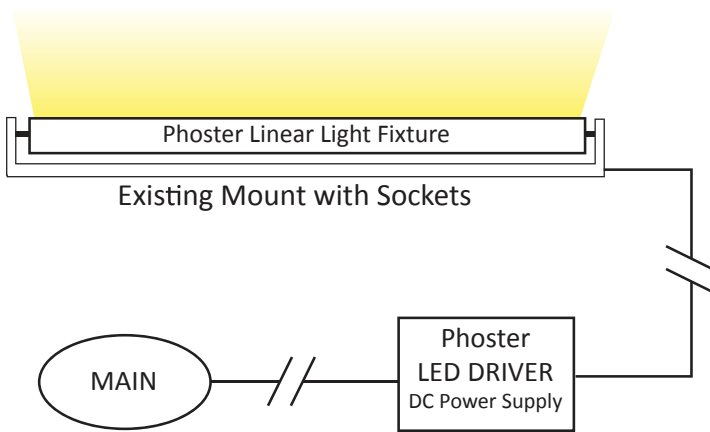 Phoster Linear Light Fixture
Existing Mount with Sockets
MAIN
Phoster
LED DRIVER
DC Power Supply